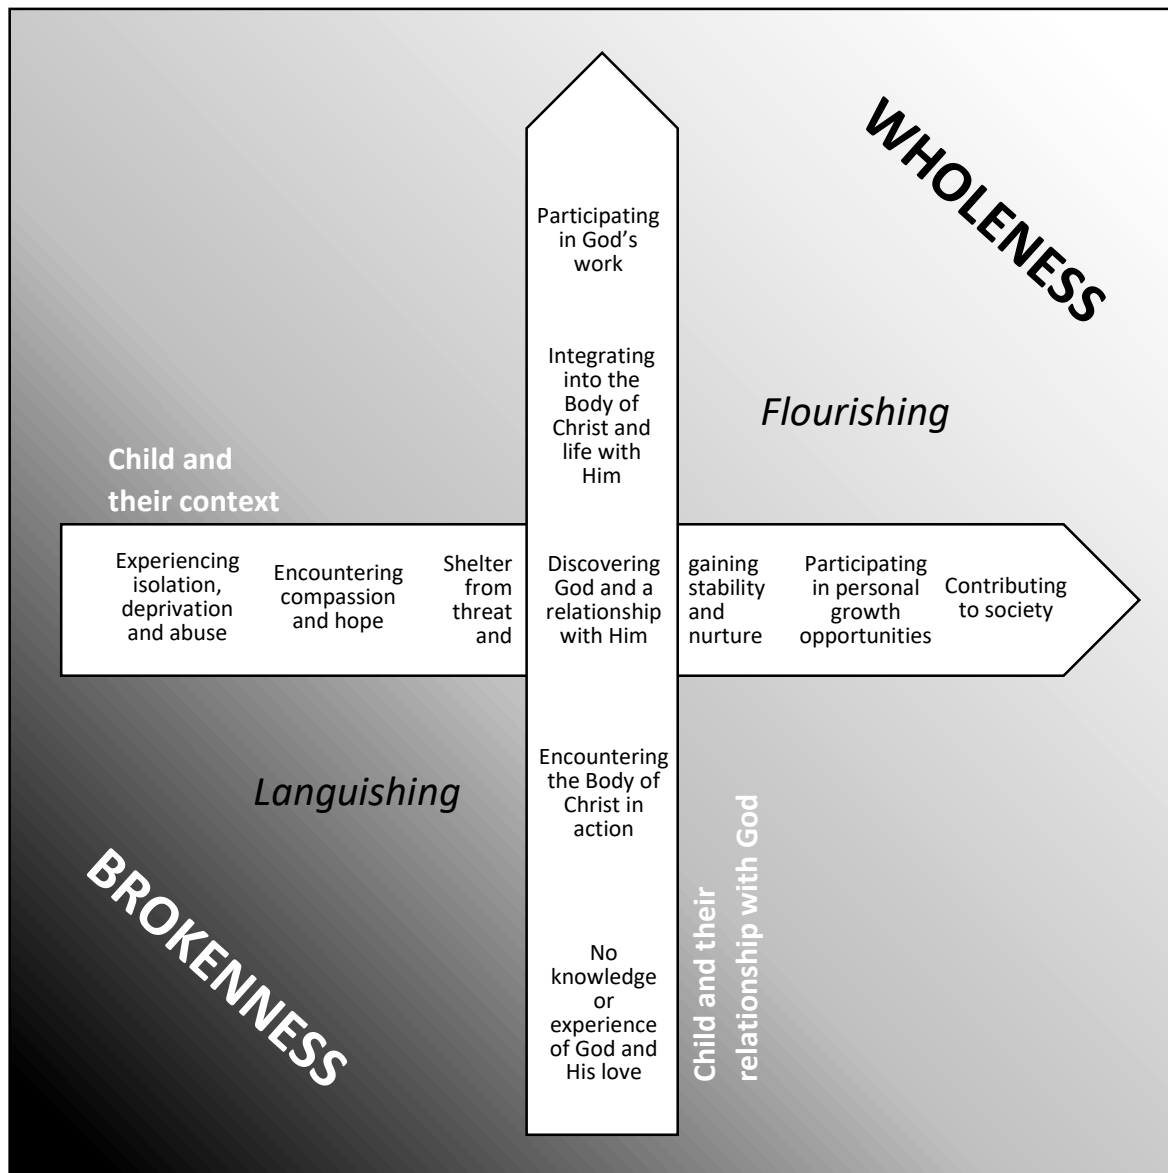 WHOLENESS
Participating
in God’s
work
Integrating
into the
Body of
Christ and
life with
Him
Flourishing
Child and
their context
Experiencing
isolation,
deprivation
and abuse
Encountering
compassion
and hope
Shelter
from
threat
and
Discovering
God and a
relationship
with Him
gaining
stability
and
nurture
Participating
in personal
growth
opportunities
Contributing
to society
Languishing
Encountering
the Body of
Christ in
action
BROKENNESS
Child and their
relationship with God
No
knowledge
or
experience
of God and
His love